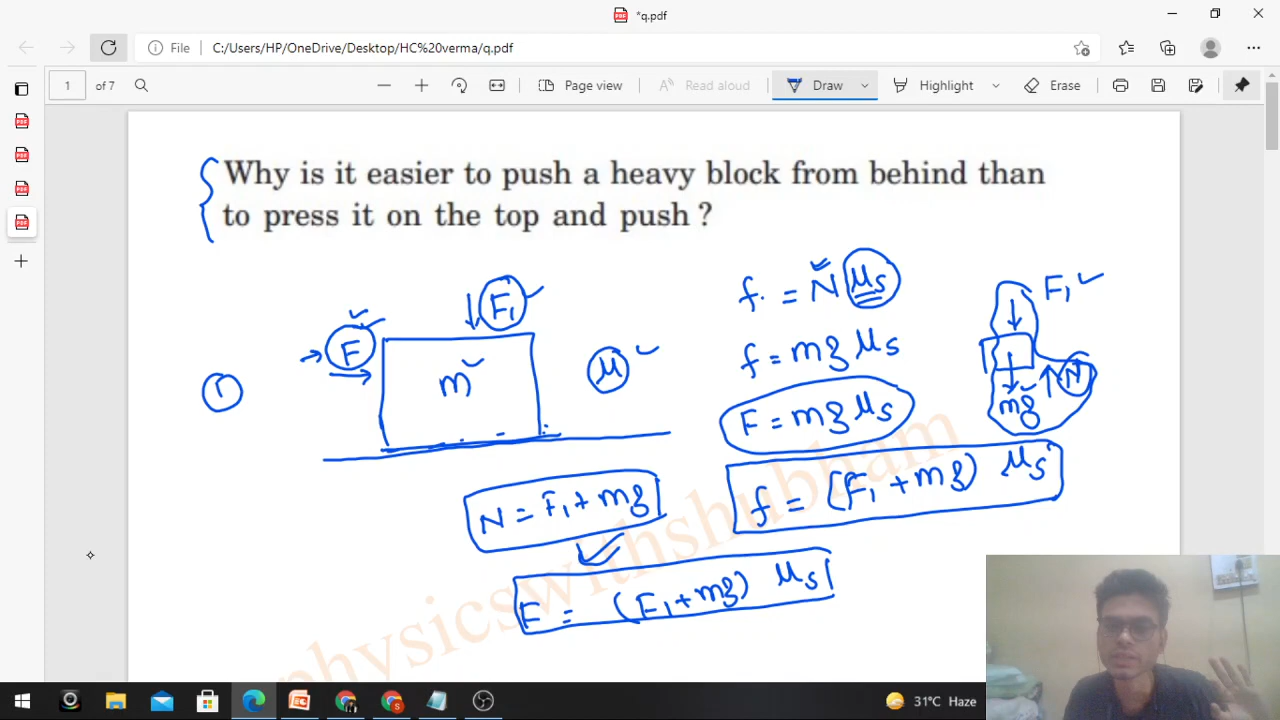 *q.pdf
File C:/Users/HP/OneDrive/Desktop/HC%20verma/q.pdf
1 of 7 Page view Read aloud Draw Highlight Erase
Why is it easier to push a heavy block from behind than
to press it on the top and push ?
F
F₁
m
μ
1
f = N μs
f = mg μs
F = mg μs
F₁
mg
N
f = (F₁ + mg) μs
N = F₁ + mg
F = (F₁ + mg) μs
physicswithshubham
31°C Haze